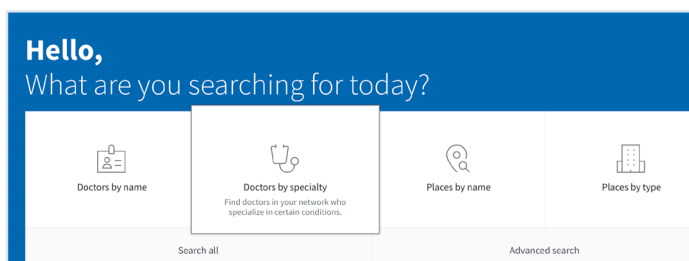 Hello,
What are you searching for today?
Doctors by name
Doctors by specialty
Find doctors in your network who
specialize in certain conditions.
Places by name
Places by type
Search all
Advanced search